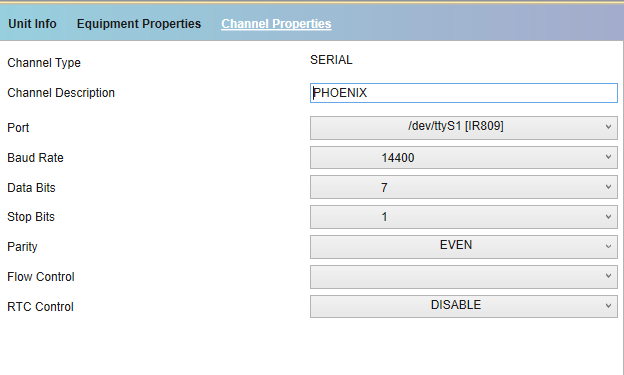 Unit Info Equipment Properties Channel Properties
Channel Type SERIAL
Channel Description PHOENIX
Port /dev/ttyS1 [IR809]
Baud Rate 14400
Data Bits 7
Stop Bits 1
Parity EVEN
Flow Control
RTC Control DISABLE